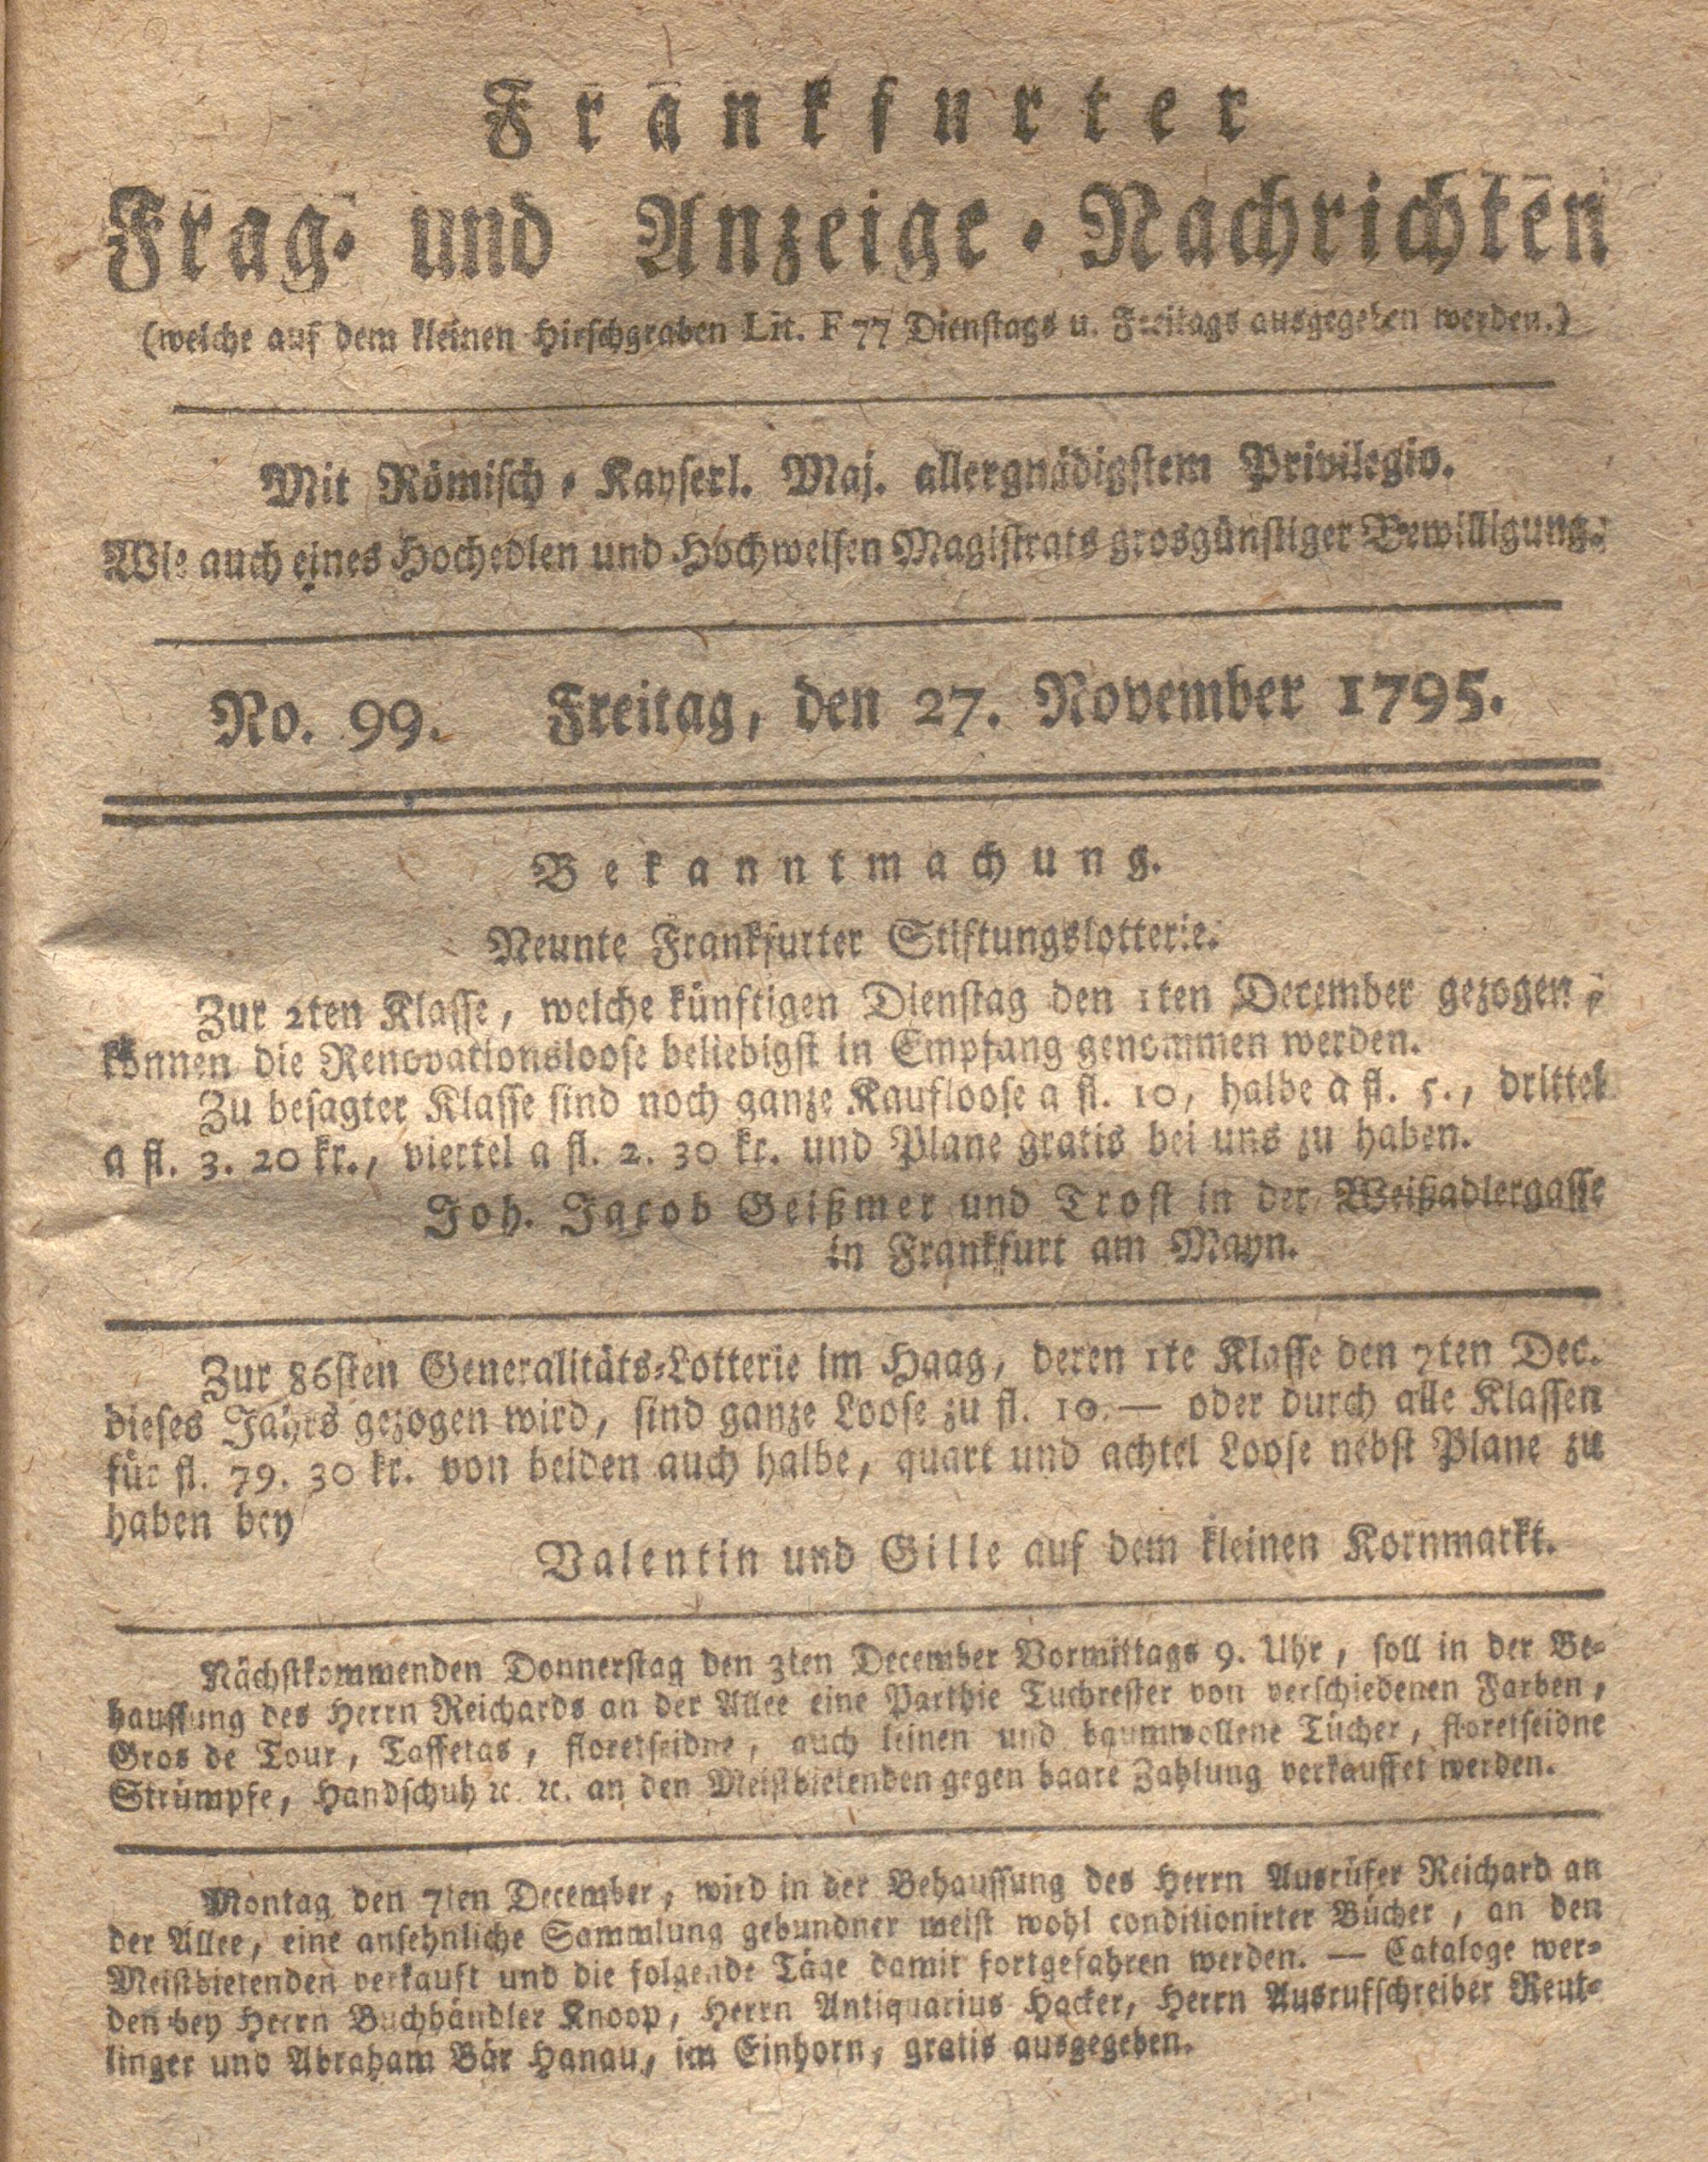 Frankfurter
Frag- und Anzeige-Nachrichten
(welche auf dem kleinen Hirschgraben Lit. F 77 Dienstags u. Freitags ausgegeben werden.)
Mit Römisch-Kayserl. Maj. allergnädigstem Privilegio.
Wie auch eines Hochedlen und Hochweisen Magistrats grosgünstiger Bewilligung.
No. 99. Freitag, den 27. November 1795.
Bekanntmachung.
Neunte Frankfurter Stiftungslotterie.
Zur 2ten Klasse, welche künftigen Dienstag den 1ten December gezogen,
können die Renovationsloose beliebigst in Empfang genommen werden.
Zu besagter Klasse sind noch ganze Kaufloose a fl. 10, halbe a fl. 5., drittel
a fl. 3. 20 kr., viertel a fl. 2. 30 kr. und Plane gratis bei uns zu haben.
Joh. Jacob Geißmer und Trost in der Weißadlergasse
in Frankfurt am Mayn.
Zur 86sten Generalitäts-Lotterie im Haag, deren 1te Klasse den 7ten Dec.
dieses Jahrs gezogen wird, sind ganze Loose zu fl. 10.— oder durch alle Klassen
für fl. 79. 30 kr. von beiden auch halbe, quart und achtel Loose nebst Plane zu
haben bey
Valentin und Gille auf dem kleinen Kornmarkt.
Nächstkommenden Donnerstag den 3ten December Vormittags 9. Uhr, soll in der Be-
haussung des Herrn Reichards an der Allee eine Parthie Tuchrester von verschiedenen Farben,
Gros de Tour, Taffetas, floretseidne, auch leinen und baumwollene Tücher, floretseidne
Strümpfe, Handschuh ꝛc. ꝛc. an den Meistbietenden gegen baare Zahlung verkauffet werden.
Montag den 7ten December, wird in der Behaussung des Herrn Ausrüfer Reichard an
der Allee, eine ansehnliche Sammlung gebundner meist wohl conditionirter Bücher, an den
Meistbietenden verkauft und die folgende Täge damit fortgefahren werden. — Cataloge wer-
den bey Herrn Buchhändler Knoop, Herrn Antiquarius Hacker, Herrn Ausrufschreiber Reut-
linger und Abraham Bär Hanau, im Einhorn, gratis ausgegeben.